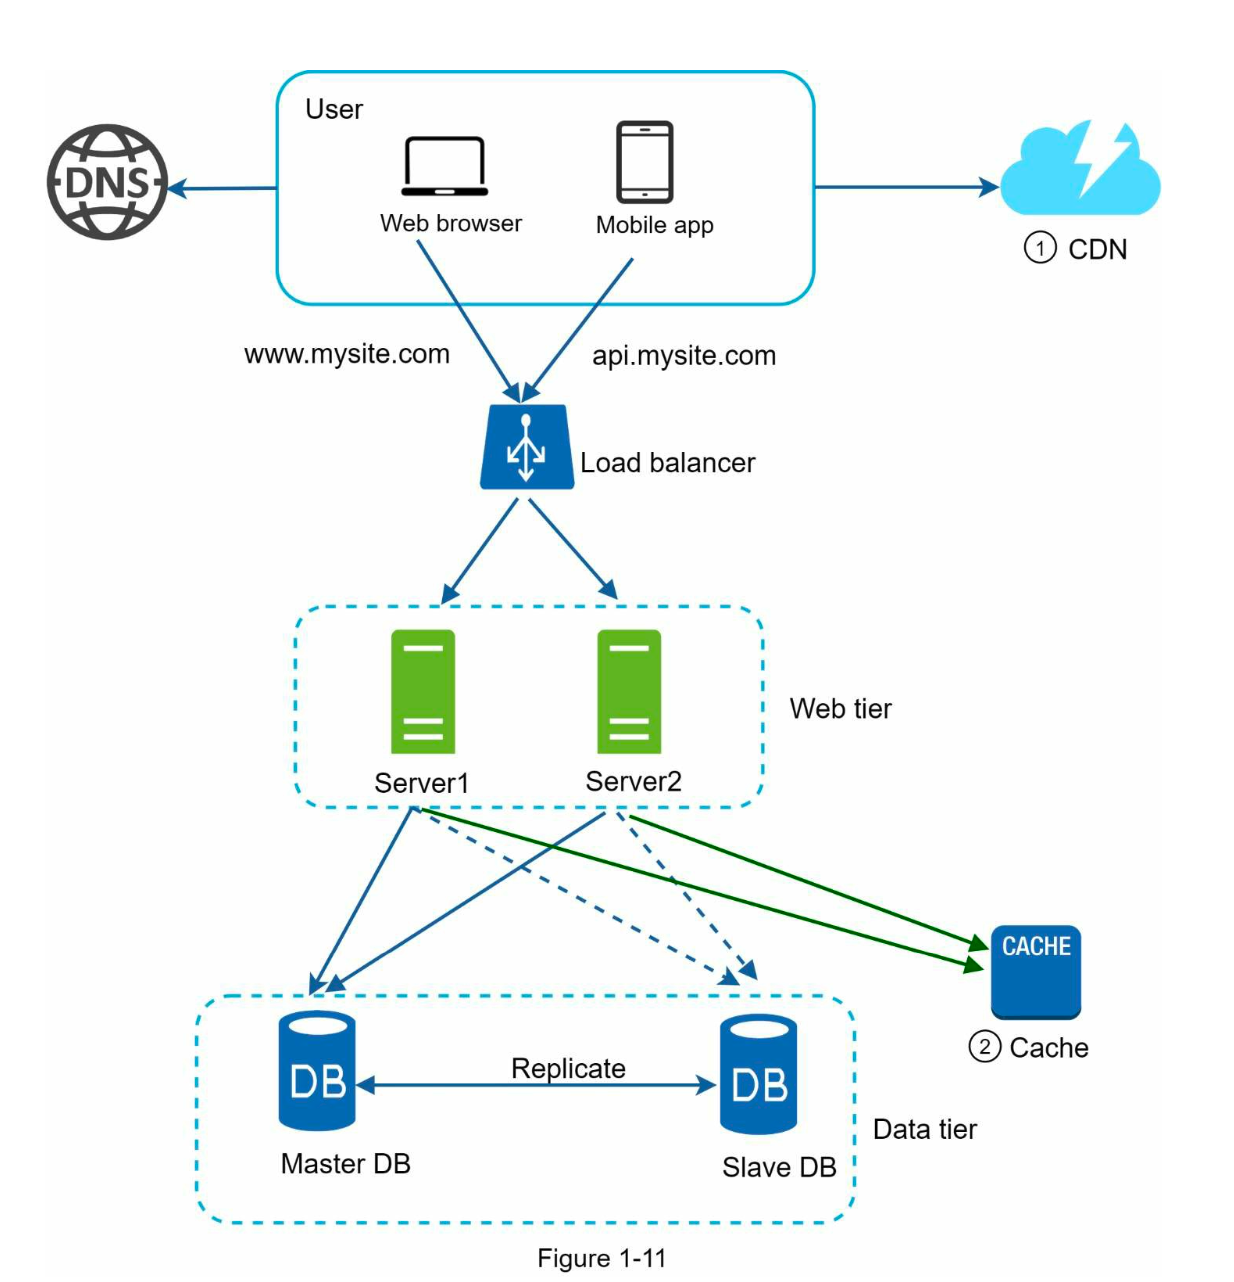 User
DNS
Web browser
Mobile app
1 CDN
www.mysite.com
api.mysite.com
Load balancer
Web tier
Server1
Server2
CACHE
2 Cache
Replicate
DB
DB
Data tier
Master DB
Slave DB
Figure 1-11